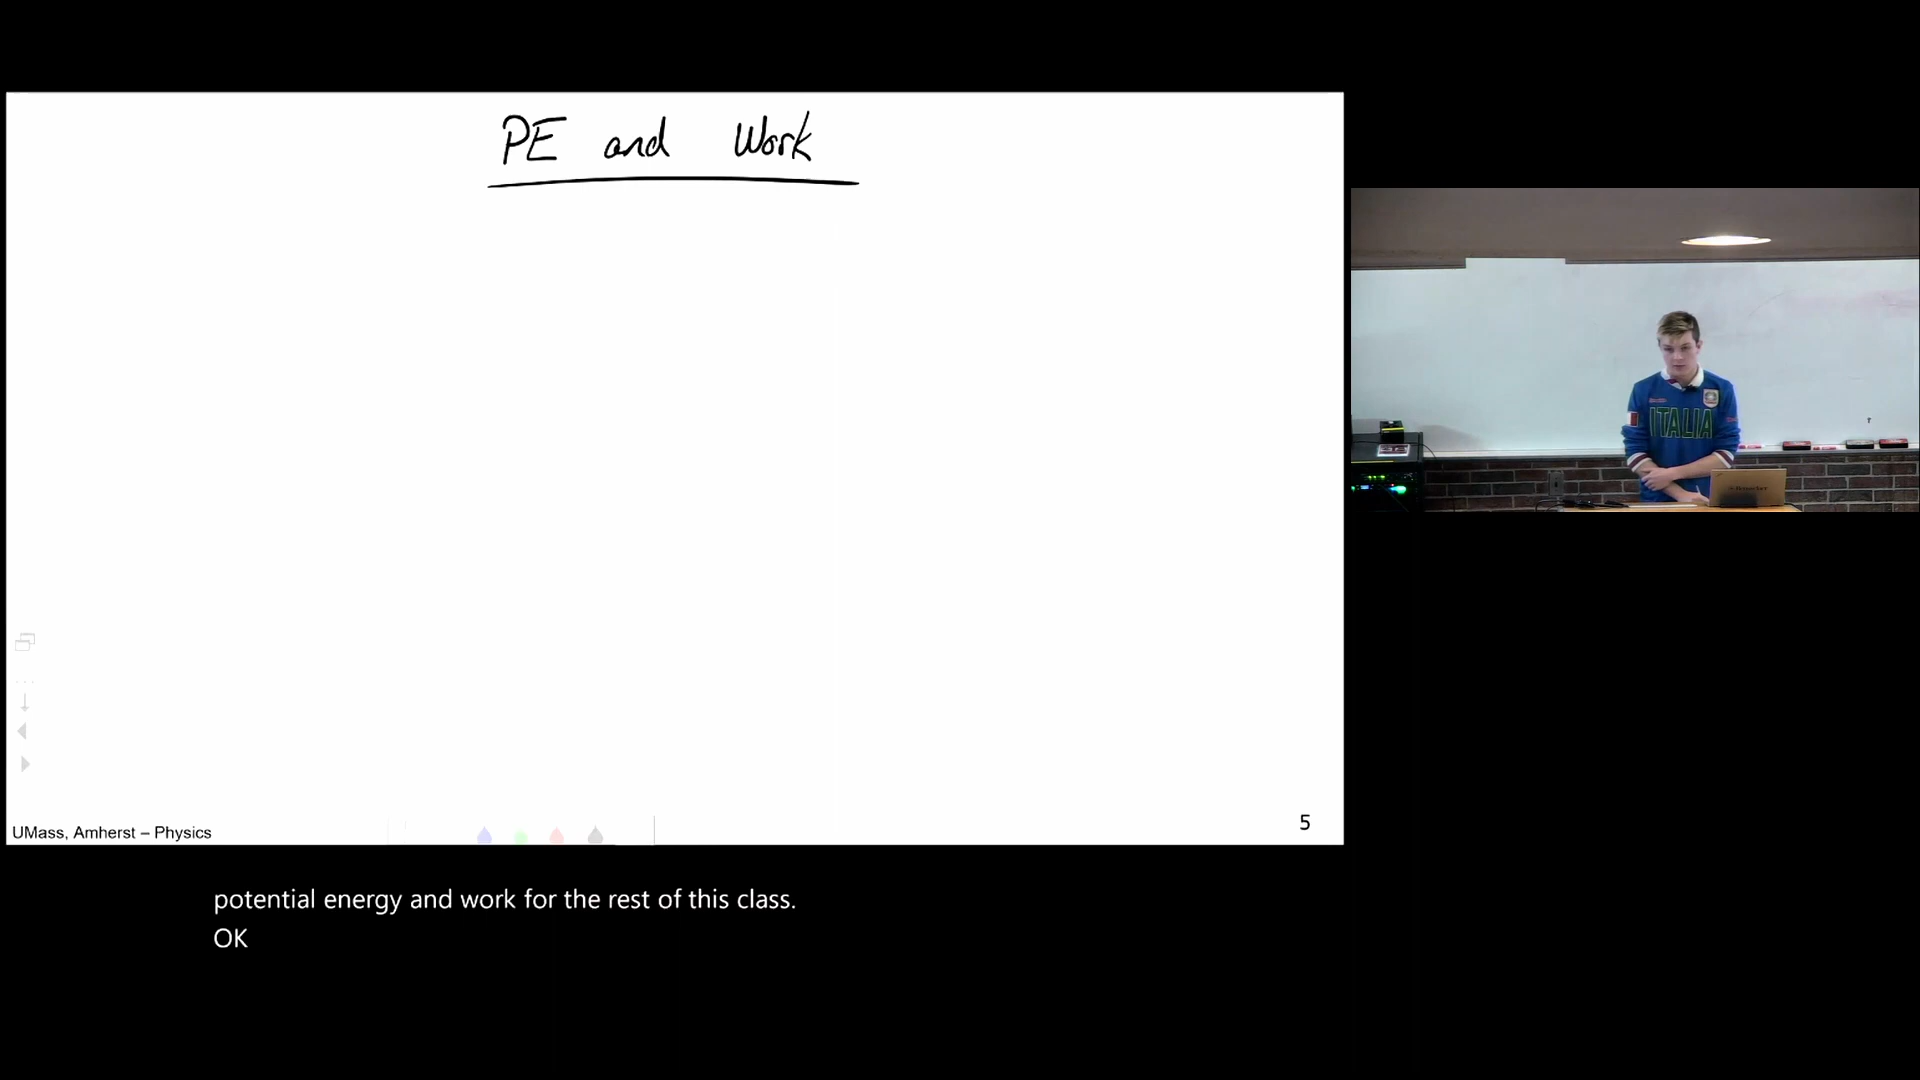 PE and Work
ITALIA
UMass, Amherst – Physics
5
potential energy and work for the rest of this class.
OK